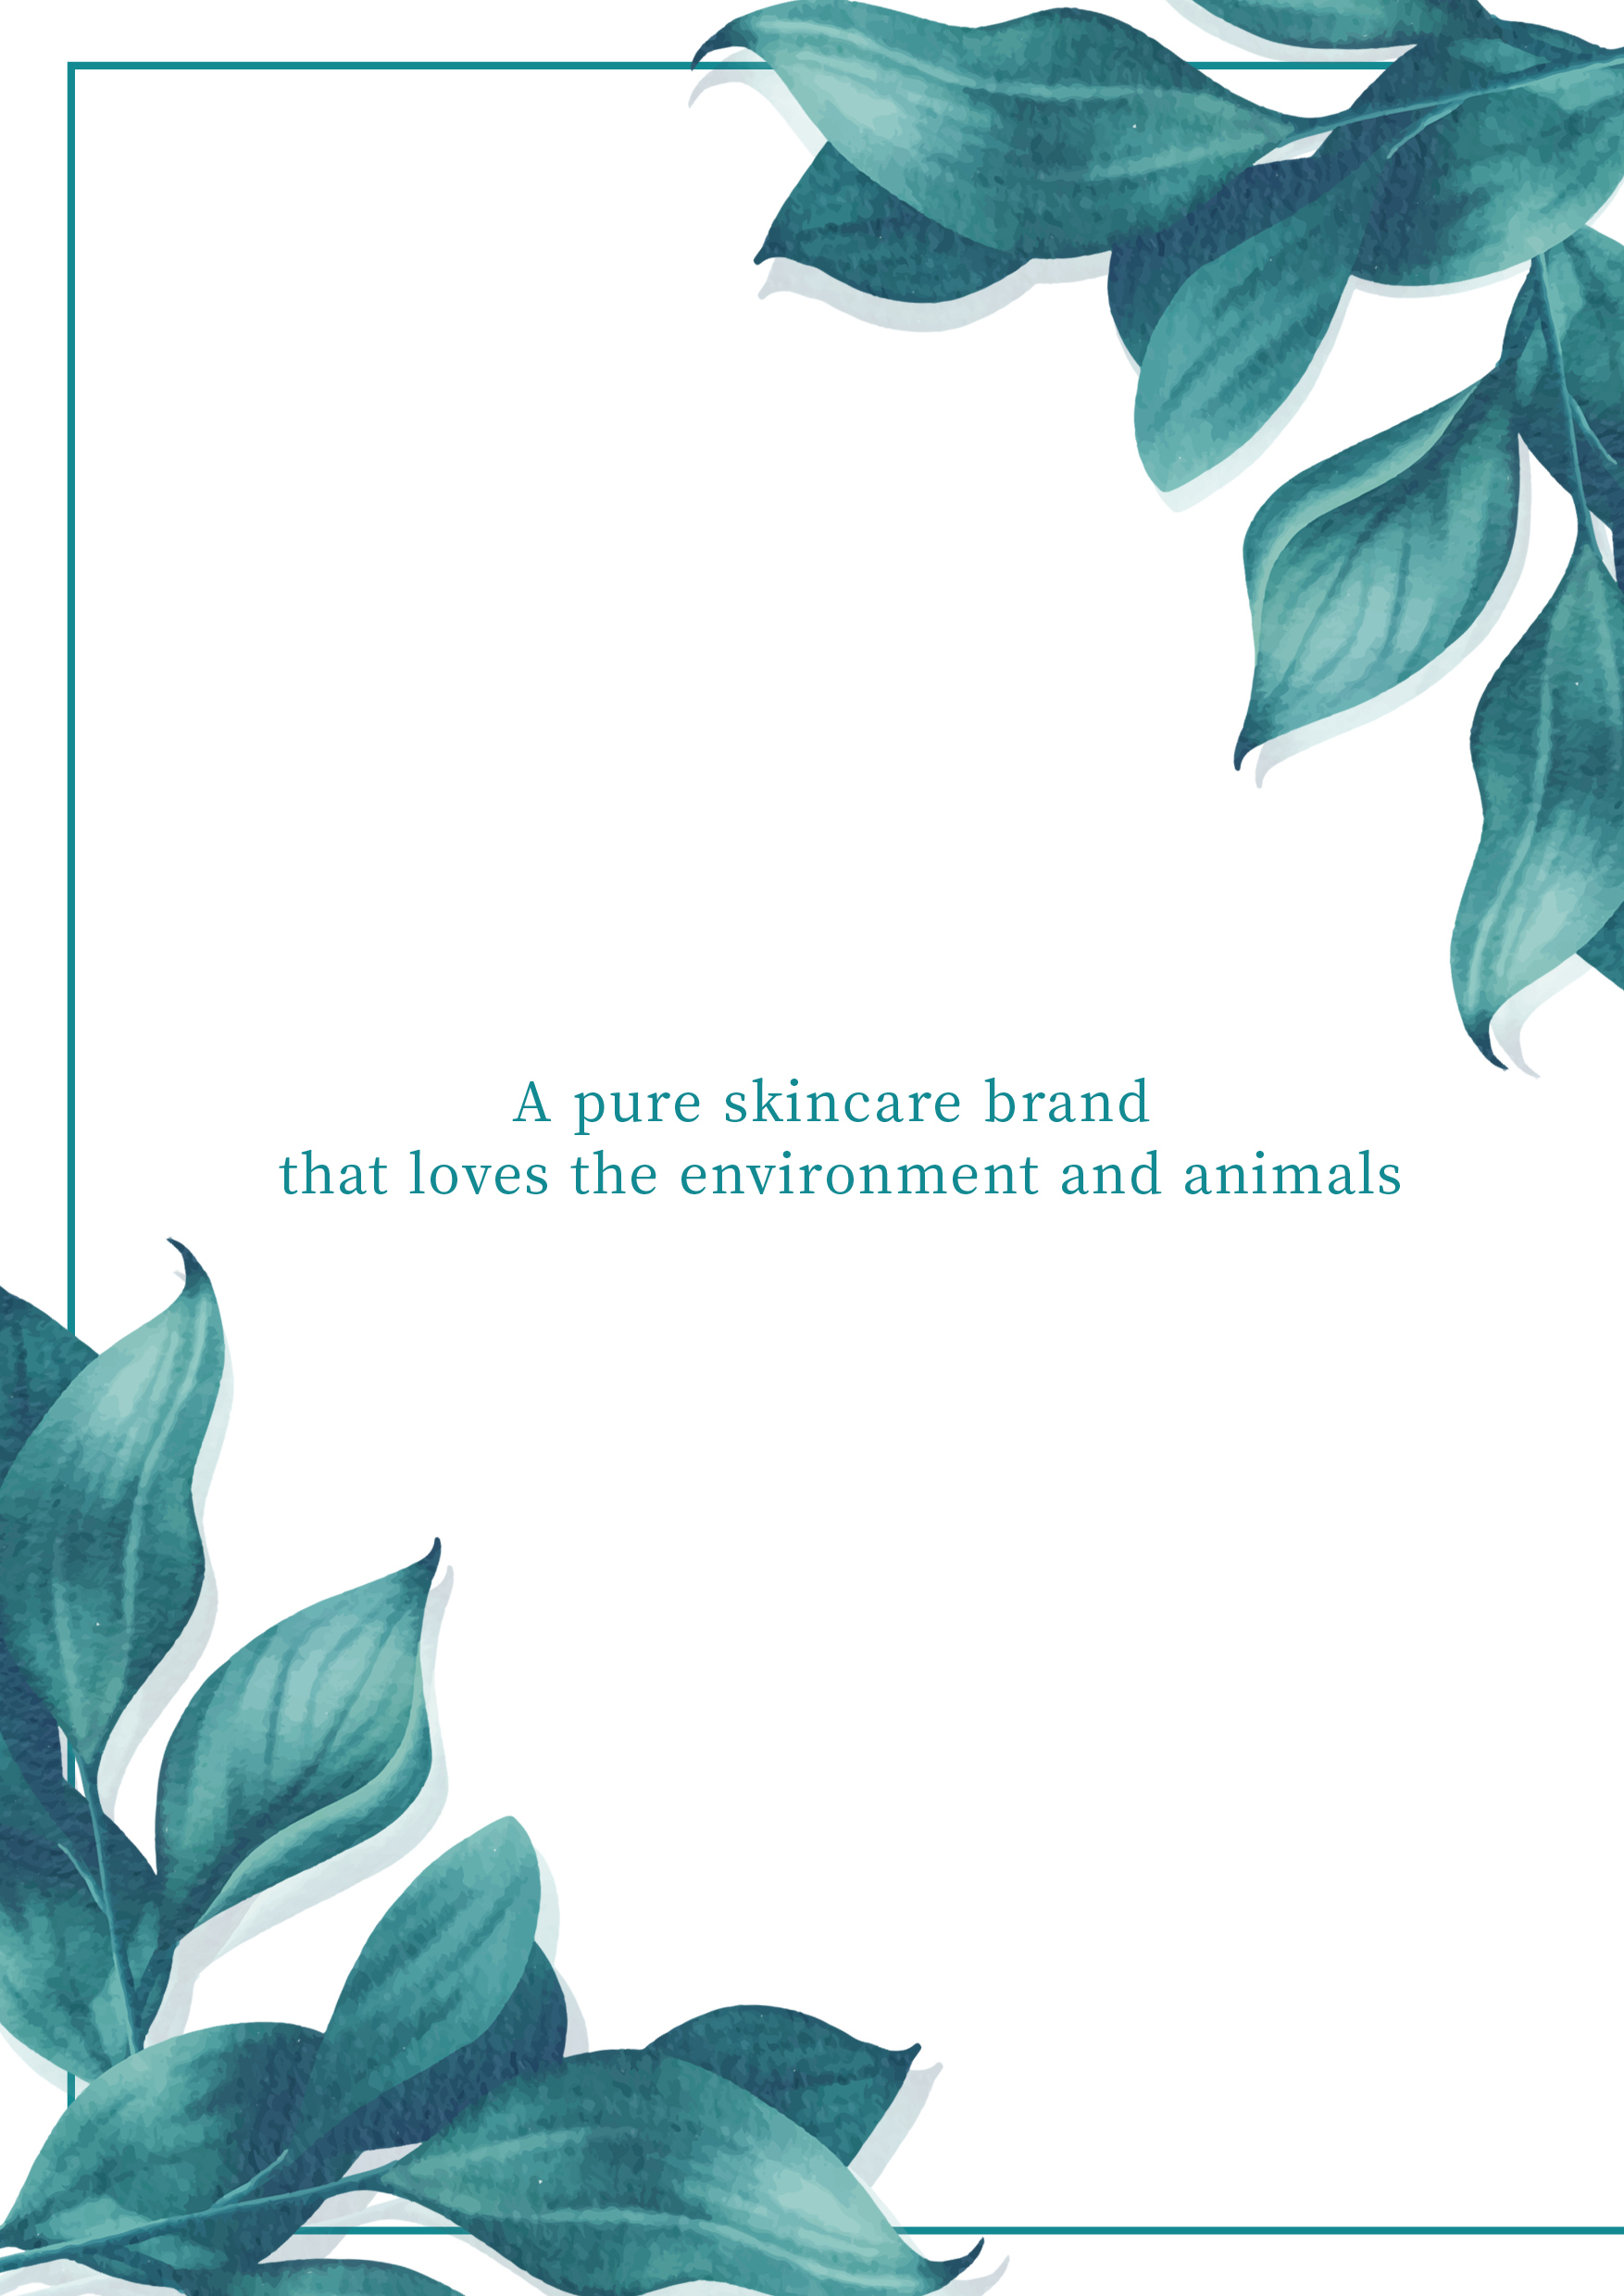 A pure skincare brand
that loves the environment and animals